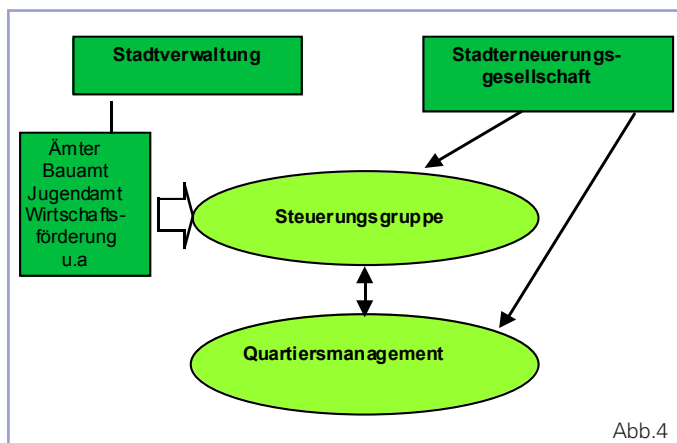 Stadtverwaltung
Stadterneuerungs-
gesellschaft
Ämter
Bauamt
Jugendamt
Wirtschafts-
förderung
u.a
Steuerungsgruppe
Quartiersmanagement
Abb.4